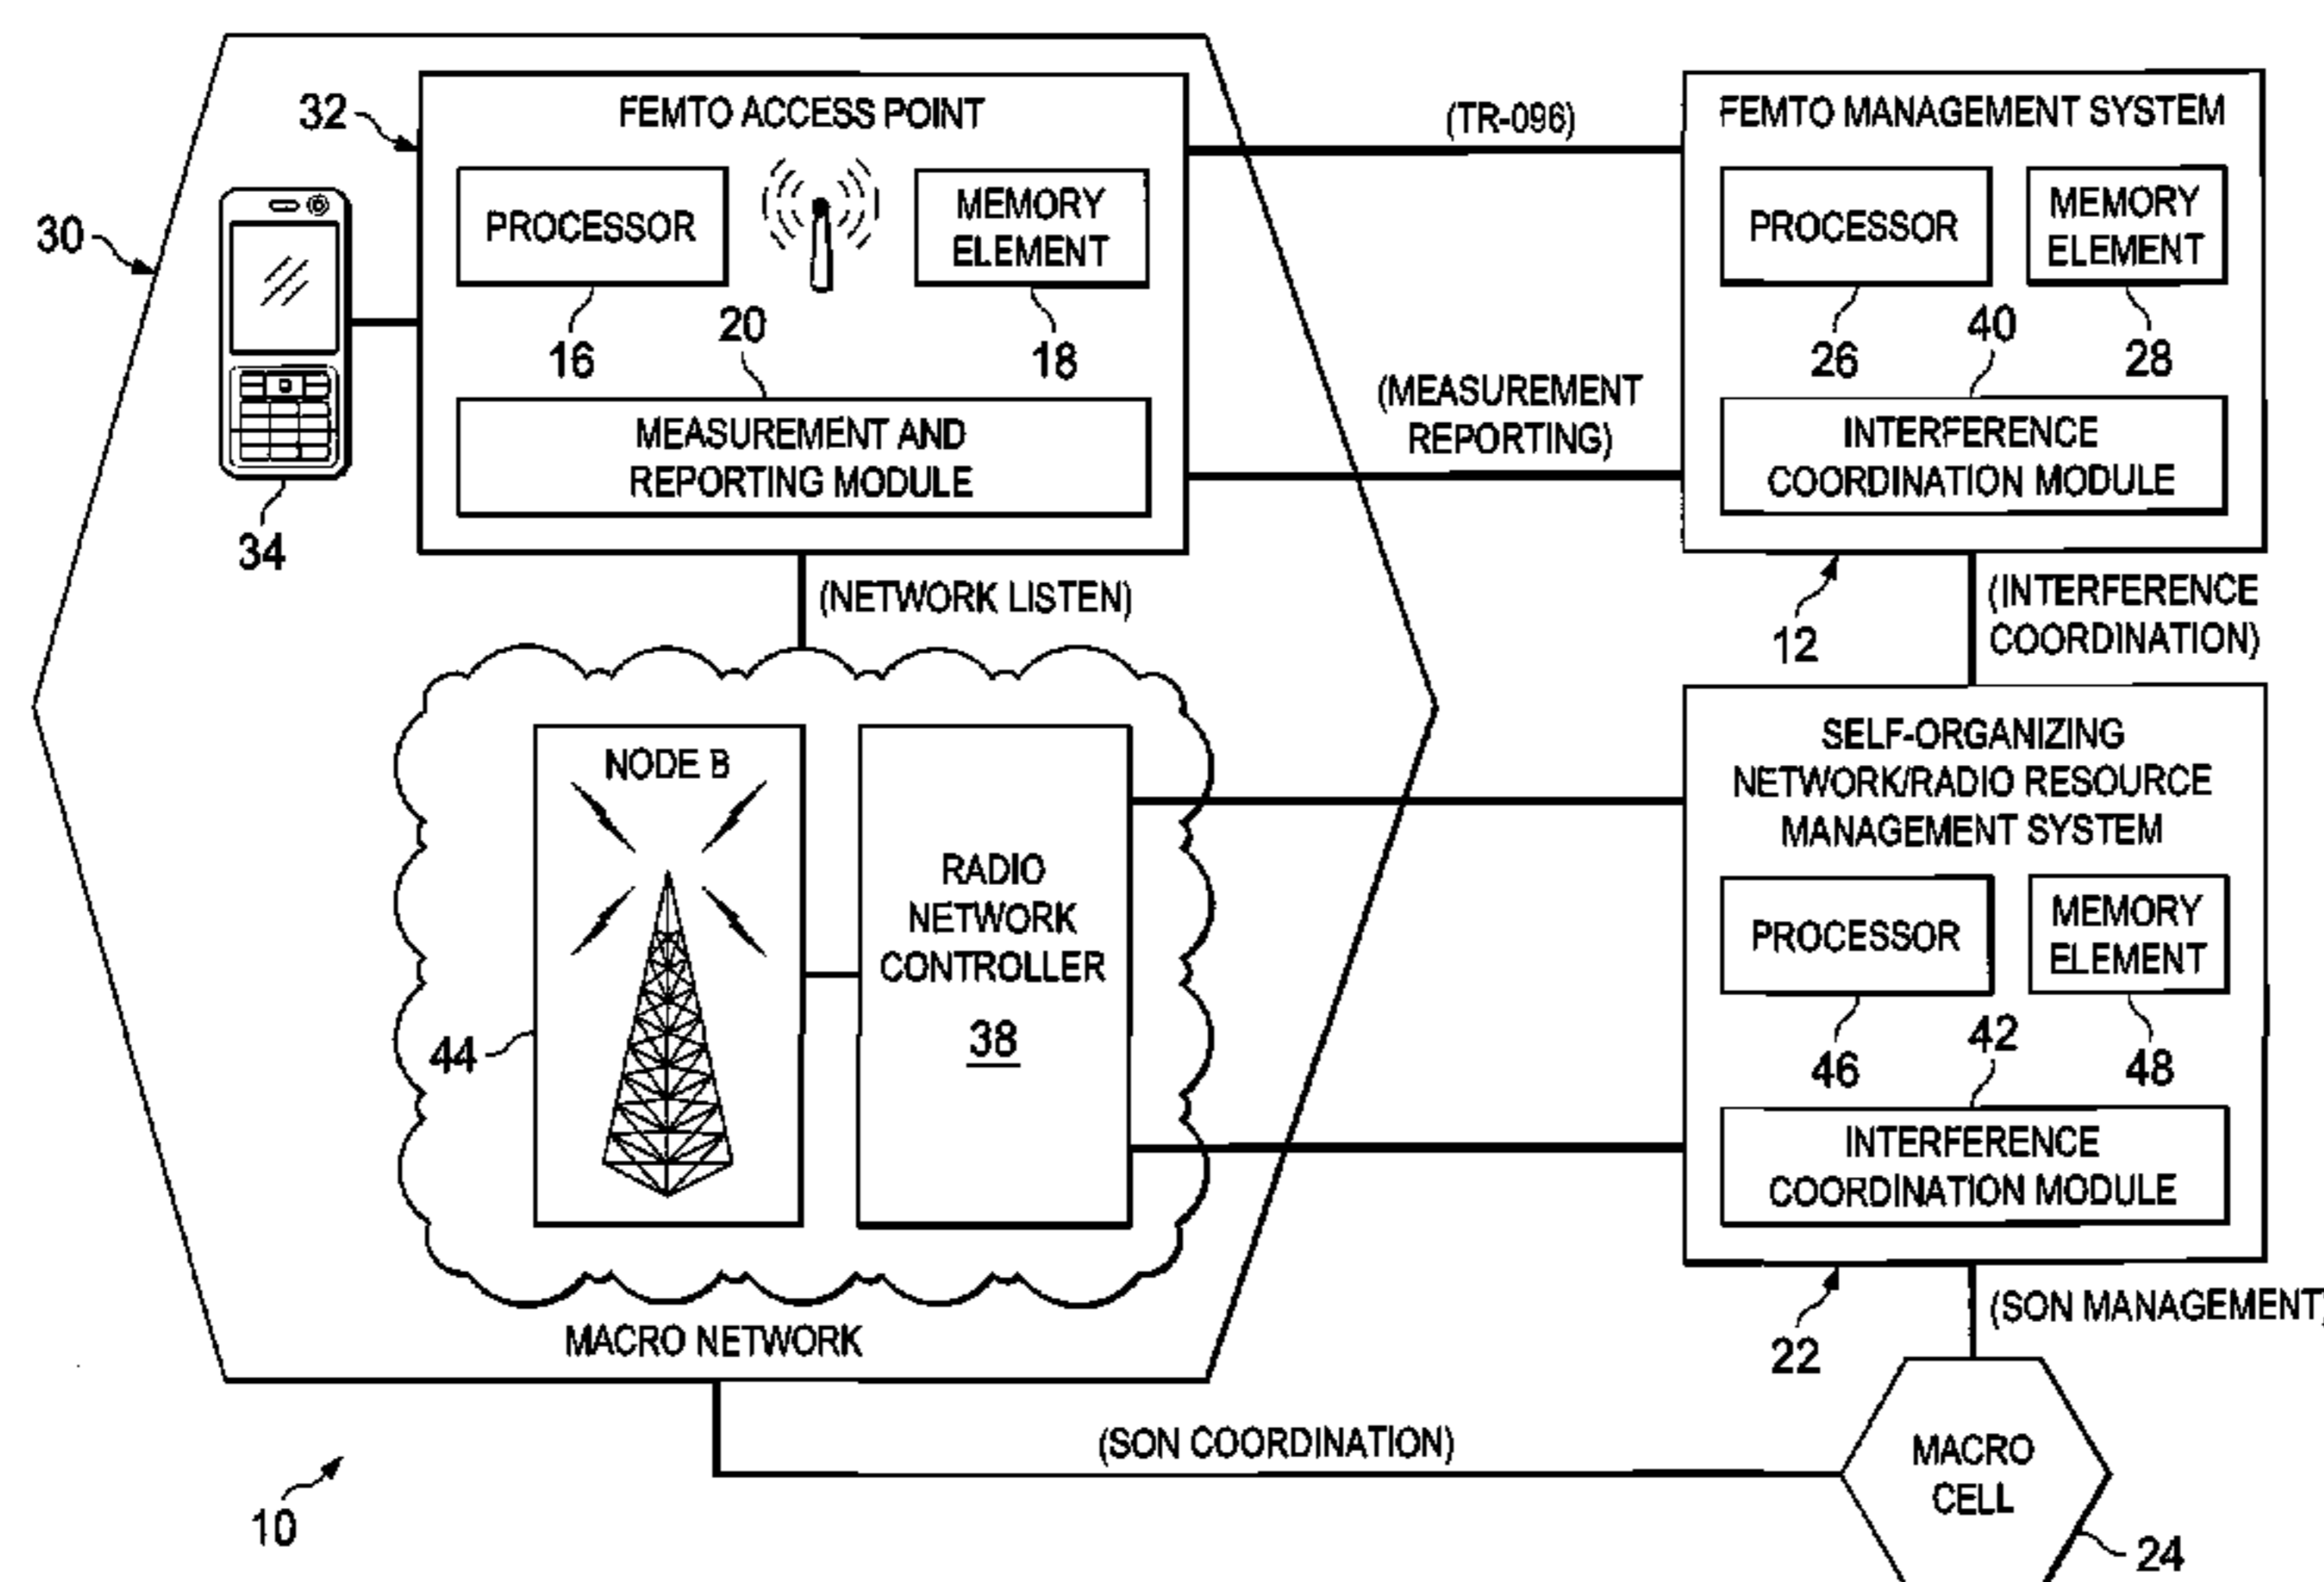 32
FEMTO ACCESS POINT
PROCESSOR
16
MEMORY
ELEMENT
18
20
MEASUREMENT AND
REPORTING MODULE
30
34
(TR-096)
(MEASUREMENT
REPORTING)
FEMTO MANAGEMENT SYSTEM
PROCESSOR
26
MEMORY
ELEMENT
28
40
INTERFERENCE
COORDINATION MODULE
12
(NETWORK LISTEN)
(INTERFERENCE
COORDINATION)
NODE B
44
RADIO
NETWORK
CONTROLLER
38
MACRO NETWORK
SELF-ORGANIZING
NETWORK/RADIO RESOURCE
MANAGEMENT SYSTEM
PROCESSOR
46
MEMORY
ELEMENT
48
42
INTERFERENCE
COORDINATION MODULE
22
(SON MANAGEMENT)
(SON COORDINATION)
MACRO
CELL
24
10